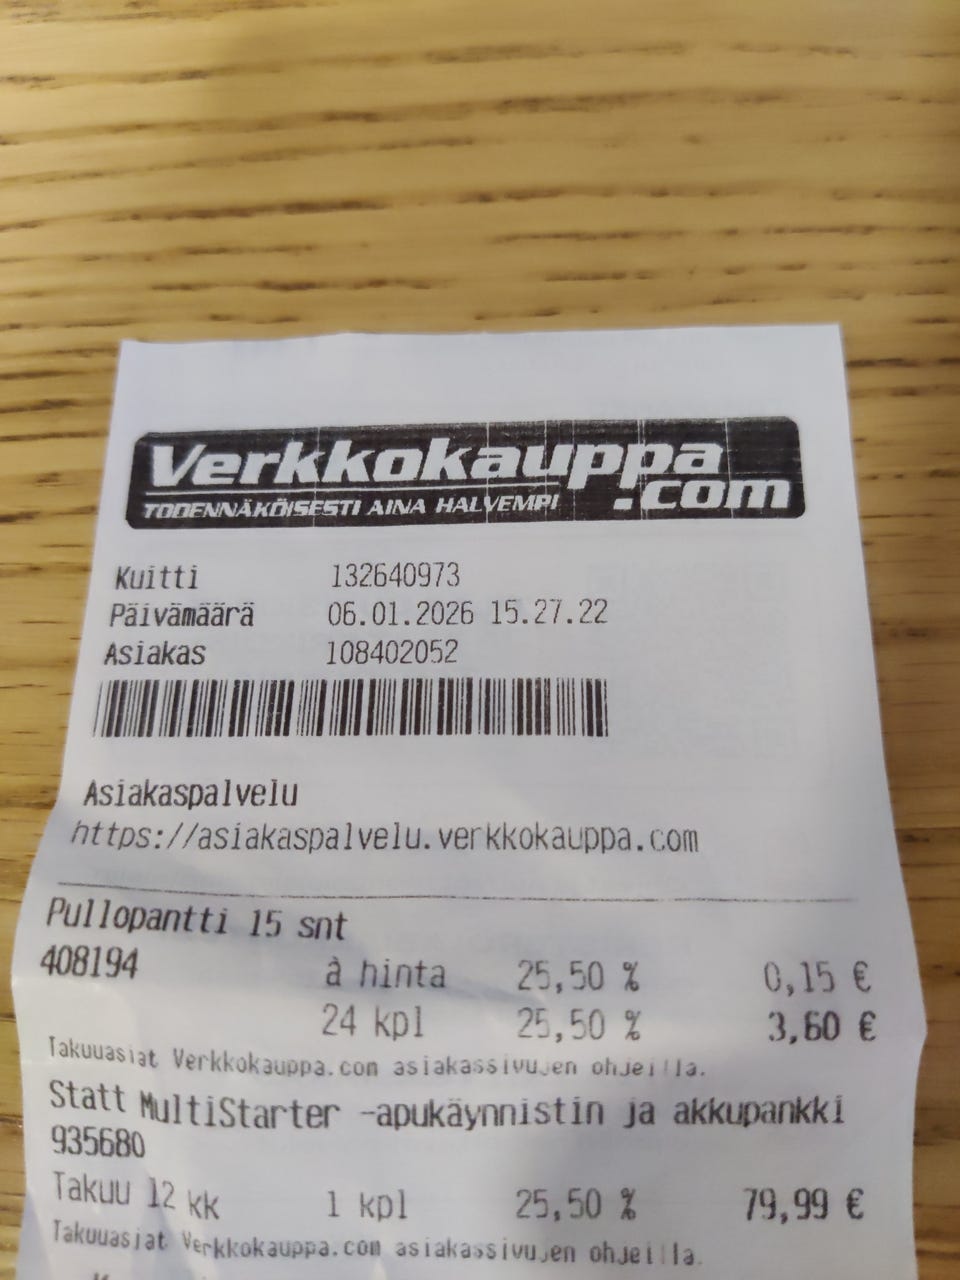 Verkkokauppa
.com
TODENNÄKÖISESTI AINA HALVEMPI
Kuitti 132640973
Päivämäärä 06.01.2026 15.27.22
Asiakas 108402052
Asiakaspalvelu
https://asiakaspalvelu.verkkokauppa.com
Pullopantti 15 snt
408194 à hinta 25,50 % 0,15 €
24 kpl 25,50 % 3,60 €
Takuuasiat Verkkokauppa.com asiakassivujen ohjeilla.
Statt MultiStarter -apukäynnistin ja akkupankki
935680
Takuu 12 kk 1 kpl 25,50 % 79,99 €
Takuuasiat Verkkokauppa.com asiakassivujen ohjeilla.